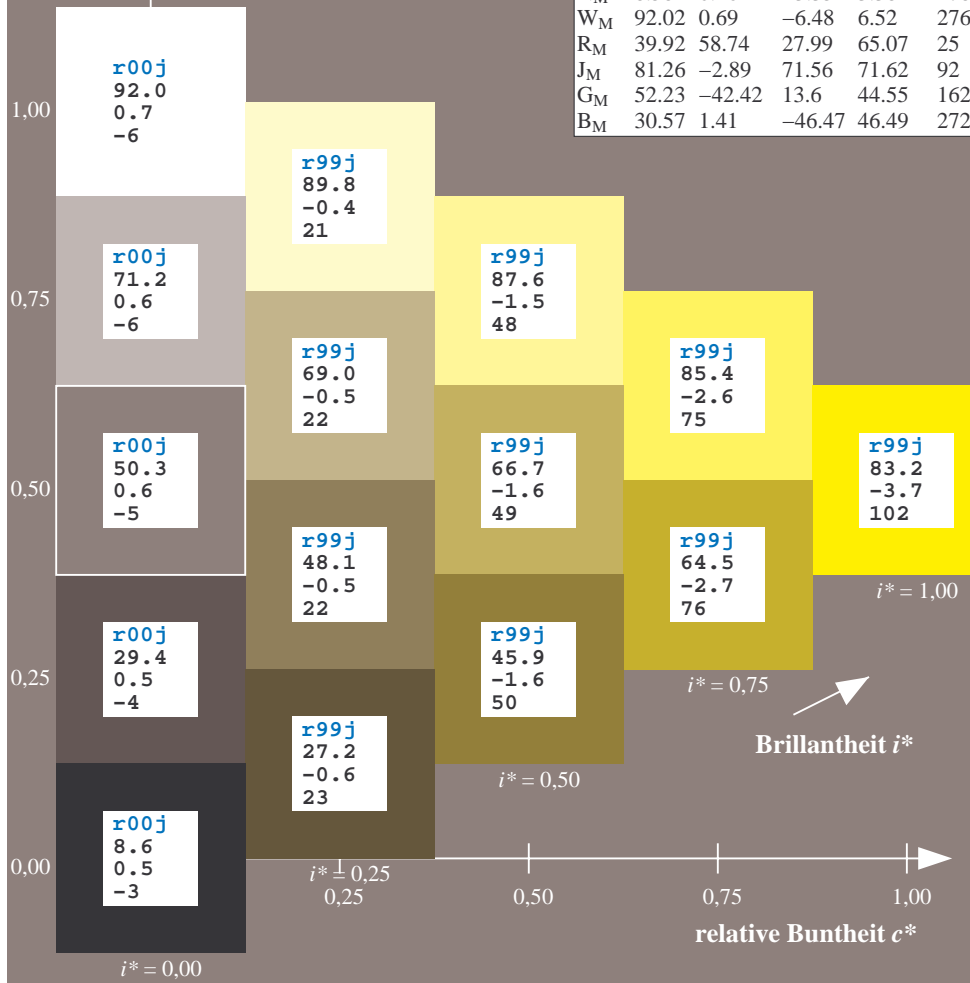 W_M 92.02 0.69 −6.48 6.52 276
R_M 39.92 58.74 27.99 65.07 25
J_M 81.26 −2.89 71.56 71.62 92
G_M 52.23 −42.42 13.6 44.55 162
B_M 30.57 1.41 −46.47 46.49 272
1,00
r00j
92.0
0.7
−6
r99j
89.8
−0.4
21
0,75
r00j
71.2
0.6
−6
r99j
87.6
−1.5
48
r99j
69.0
−0.5
22
r99j
85.4
−2.6
75
0,50
r00j
50.3
0.6
−5
r99j
66.7
−1.6
49
r99j
83.2
−3.7
102
r99j
48.1
−0.5
22
r99j
64.5
−2.7
76
i* = 1,00
0,25
r00j
29.4
0.5
−4
r99j
45.9
−1.6
50
i* = 0,75
r99j
27.2
−0.6
23
Brillantheit i*
i* = 0,50
0,00
r00j
8.6
0.5
−3
i* = 0,25
0,25 0,50 0,75 1,00
relative Buntheit c*
i* = 0,00